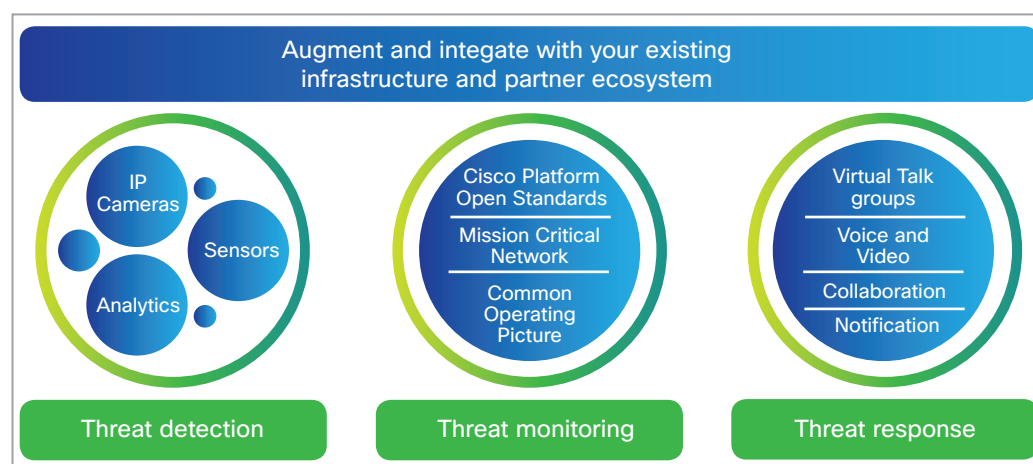 Augment and integate with your existing
infrastructure and partner ecosystem
IP
Cameras
Sensors
Analytics
Threat detection
Cisco Platform
Open Standards
Mission Critical
Network
Common
Operating
Picture
Threat monitoring
Virtual Talk
groups
Voice and
Video
Collaboration
Notification
Threat response